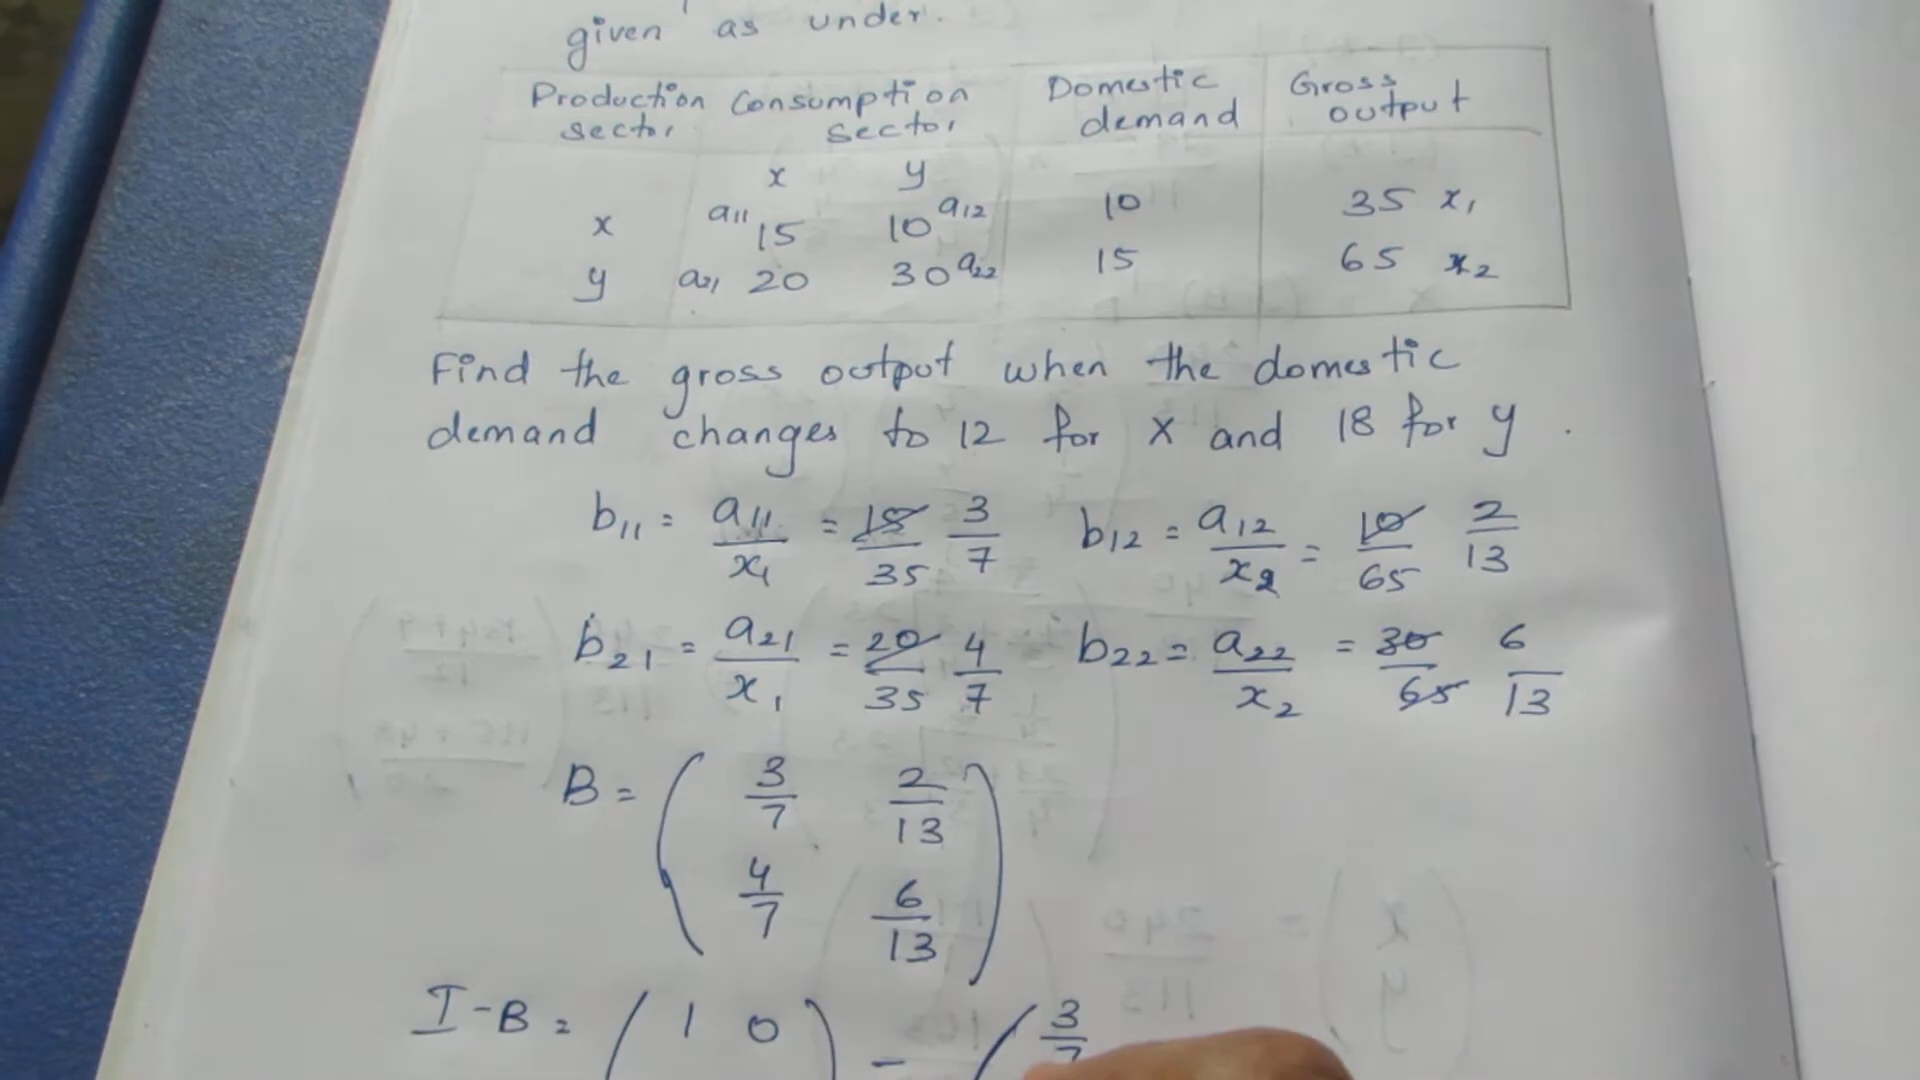 given as under.
Production Consumption Domestic Gross
sector sector demand output
x y
x a11 15 10 a12 10 35 x1
y a21 20 30 a22 15 65 x2
Find the gross output when the domestic
demand changes to 12 for x and 18 for y .
b11 = a11/x1 = 15/35 3/7 b12 = a12/x2 = 10/65 2/13
b21 = a21/x1 = 20/35 4/7 b22 = a22/x2 = 30/65 6/13
B = ( 3/7 2/13
4/7 6/13 )
I-B = ( 1 0 ) - ( 3/7